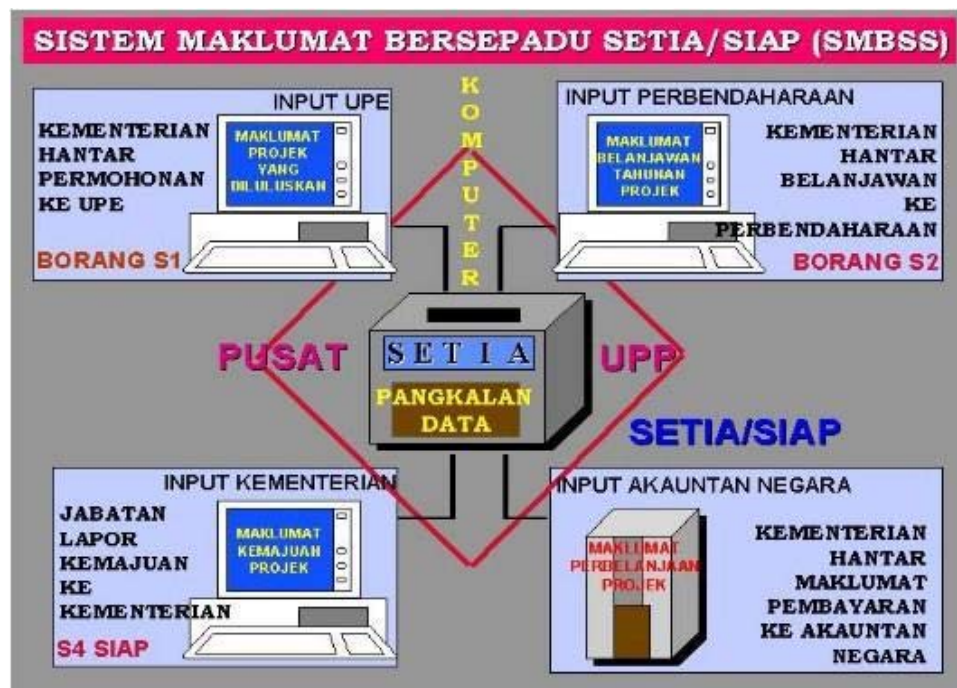 SISTEM MAKLUMAT BERSEPADU SETIA/SIAP (SMBSS)
INPUT UPE
KEMENTERIAN
HANTAR
PERMOHONAN
KE UPE
MAKLUMAT
PROJEK
YANG
DILULUSKAN
BORANG S1
KOMPUTER
INPUT PERBENDAHARAAN
MAKLUMAT
BELANJAWAN
TAHUNAN
PROJEK
KEMENTERIAN
HANTAR
BELANJAWAN
KE
PERBENDAHARAAN
BORANG S2
PUSAT
SETIA
PANGKALAN
DATA
UPP
SETIA/SIAP
INPUT KEMENTERIAN
JABATAN
LAPOR
KEMAJUAN
KE
KEMENTERIAN
MAKLUMAT
KEMAJUAN
PROJEK
S4 SIAP
INPUT AKAUNTAN NEGARA
MAKLUMAT
PERBELANJAAN
PROJEK
KEMENTERIAN
HANTAR
MAKLUMAT
PEMBAYARAN
KE AKAUNTAN
NEGARA